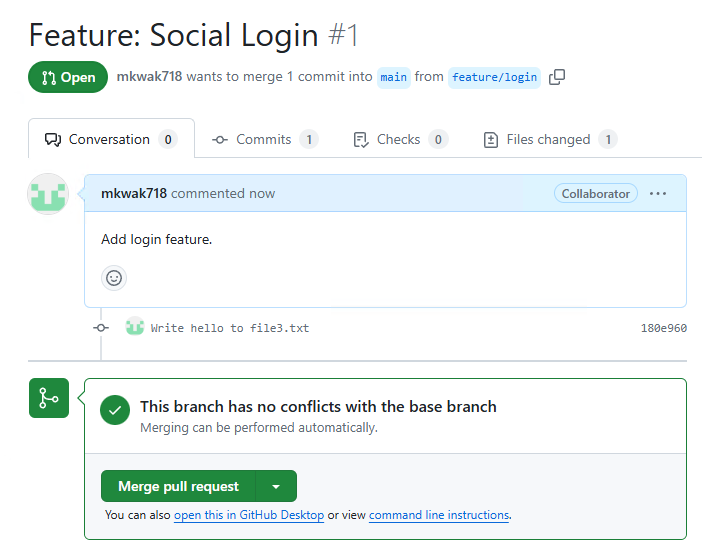 Feature: Social Login #1
Open mkwak718 wants to merge 1 commit into main from feature/login
Conversation 0 Commits 1 Checks 0 Files changed 1
mkwak718 commented now Collaborator ...
Add login feature.
Write hello to file3.txt 180e960
This branch has no conflicts with the base branch
Merging can be performed automatically.
Merge pull request
You can also open this in GitHub Desktop or view command line instructions.